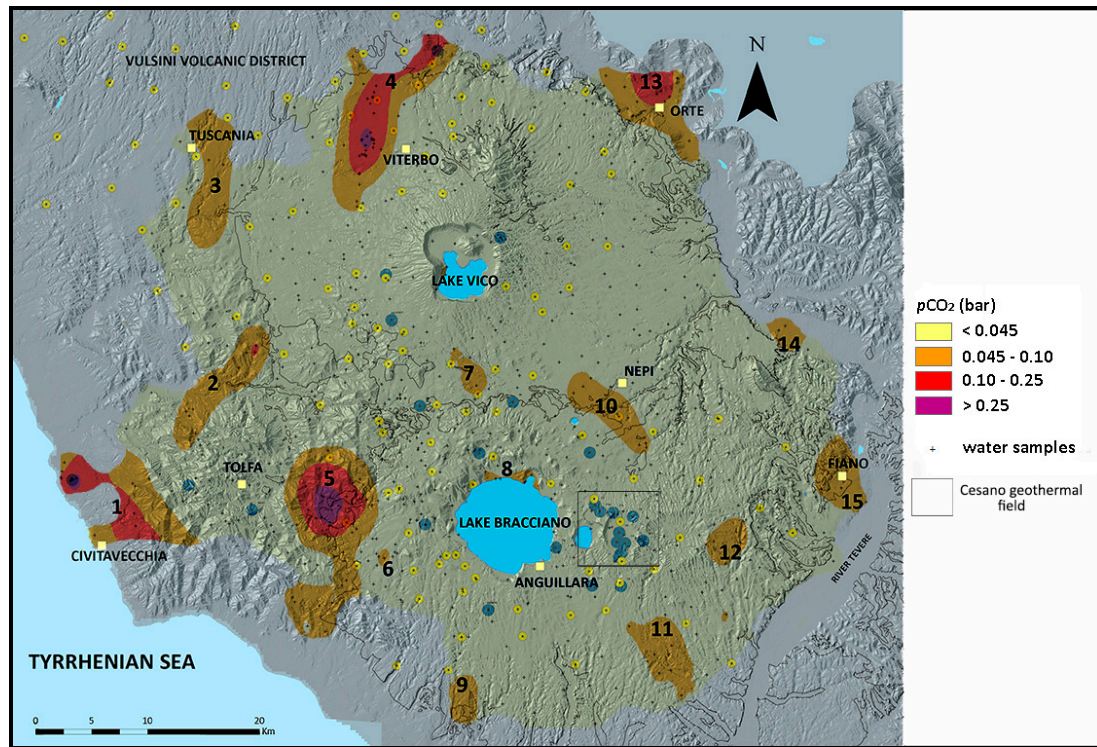 VULSINI VOLCANIC DISTRICT
N
4
13
ORTE
TUSCANIA
VITERBO
3
LAKE VICO
pCO₂ (bar)
< 0.045
0.045 - 0.10
0.10 - 0.25
> 0.25
water samples
Cesano geothermal
field
14
2
7
NEPI
10
TOLFA
5
8
FIANO
15
1
LAKE BRACCIANO
CIVITAVECCHIA
12
6
ANGUILLARA
RIVER TEVERE
11
TYRRHENIAN SEA
9
0 5 10 20
Km